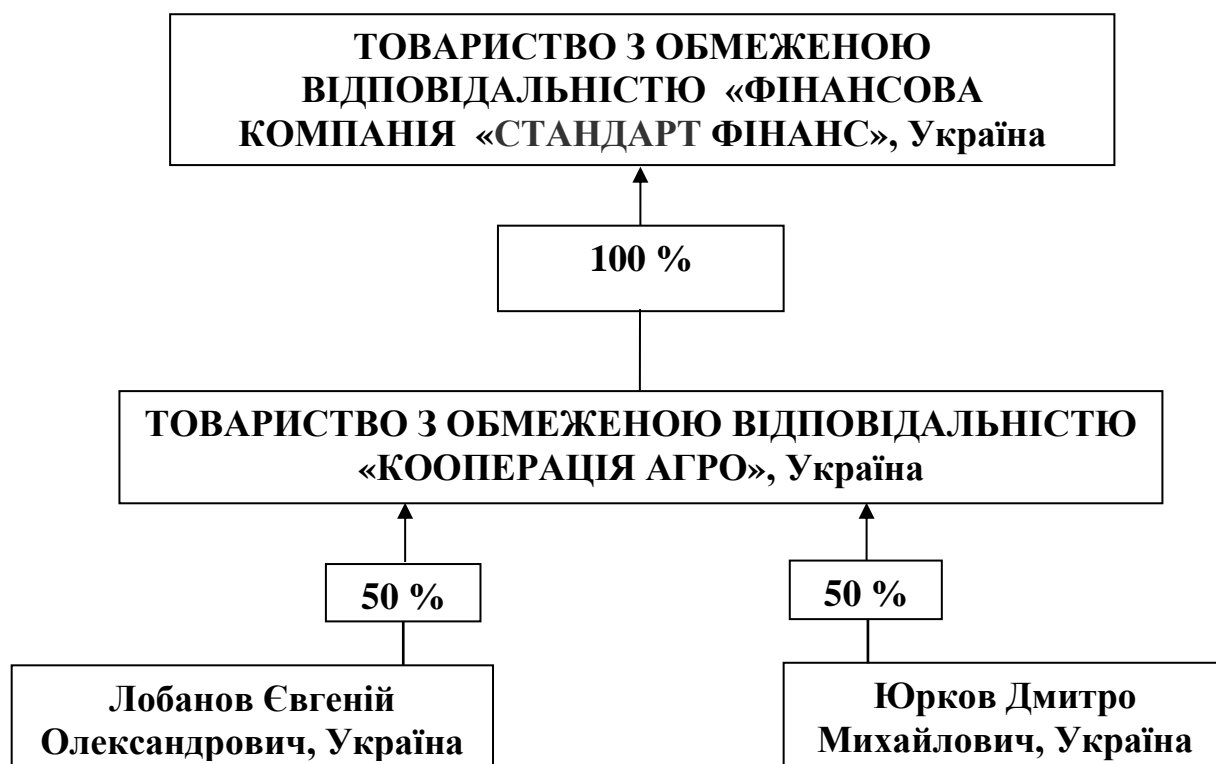 ТОВАРИСТВО З ОБМЕЖЕНОЮ
ВІДПОВІДАЛЬНІСТЮ «ФІНАНСОВА
КОМПАНІЯ «СТАНДАРТ ФІНАНС», Україна
100 %
ТОВАРИСТВО З ОБМЕЖЕНОЮ ВІДПОВІДАЛЬНІСТЮ
«КООПЕРАЦІЯ АГРО», Україна
50 %
50 %
Лобанов Євгеній
Олександрович, Україна
Юрков Дмитро
Михайлович, Україна